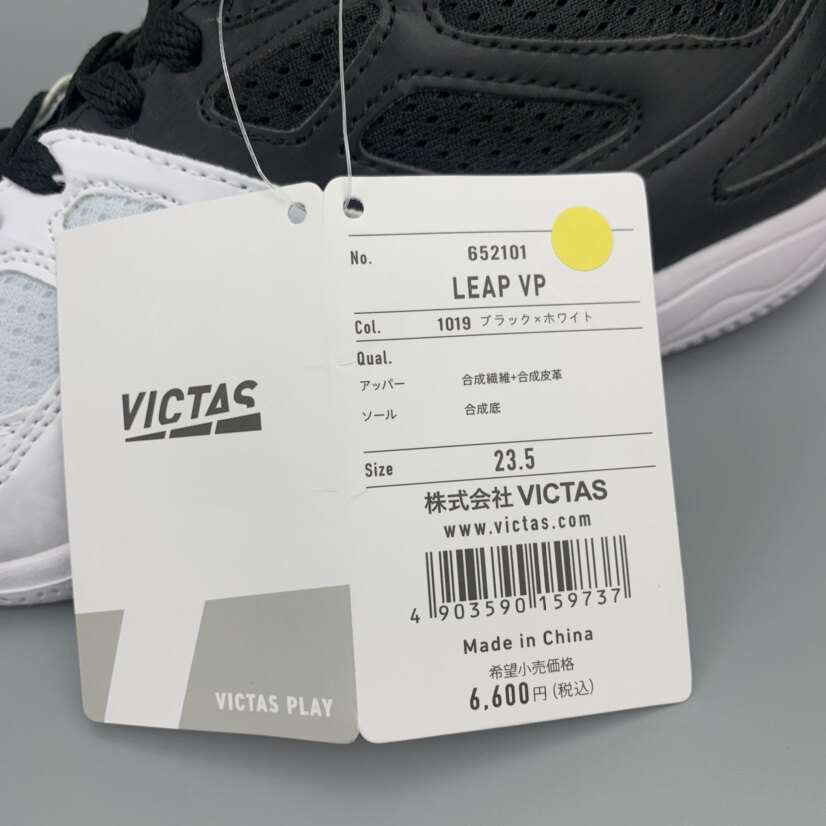 VICTAS
VICTAS PLAY
No. 652101
LEAP VP
Col. 1019 ブラック×ホワイト
Qual.
アッパー 合成繊維+合成皮革
ソール 合成底
Size 23.5
株式会社 VICTAS
www.victas.com
4 903590 159737
Made in China
希望小売価格
6,600円(税込)